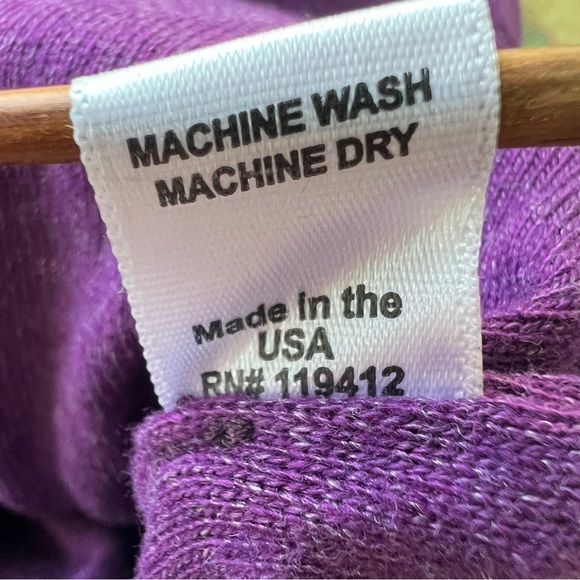 MACHINE WASH
MACHINE DRY
Made in the
USA
RN# 119412